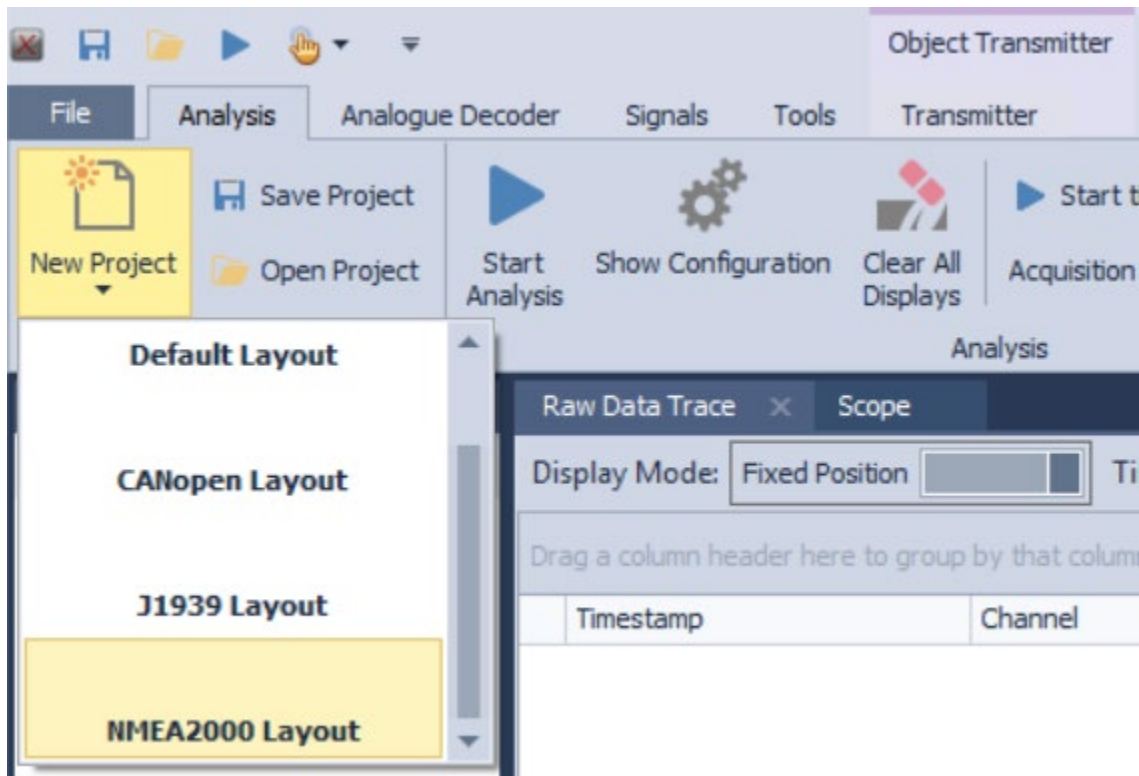 Object Transmitter
File
Analysis
Analogue Decoder
Signals
Tools
Transmitter
New Project
Save Project
Open Project
Start
Analysis
Show Configuration
Clear All
Displays
Start t
Acquisition
Analysis
Default Layout
CANopen Layout
J1939 Layout
NMEA2000 Layout
Raw Data Trace
Scope
Display Mode:
Fixed Position
Ti
Drag a column header here to group by that colum
Timestamp
Channel